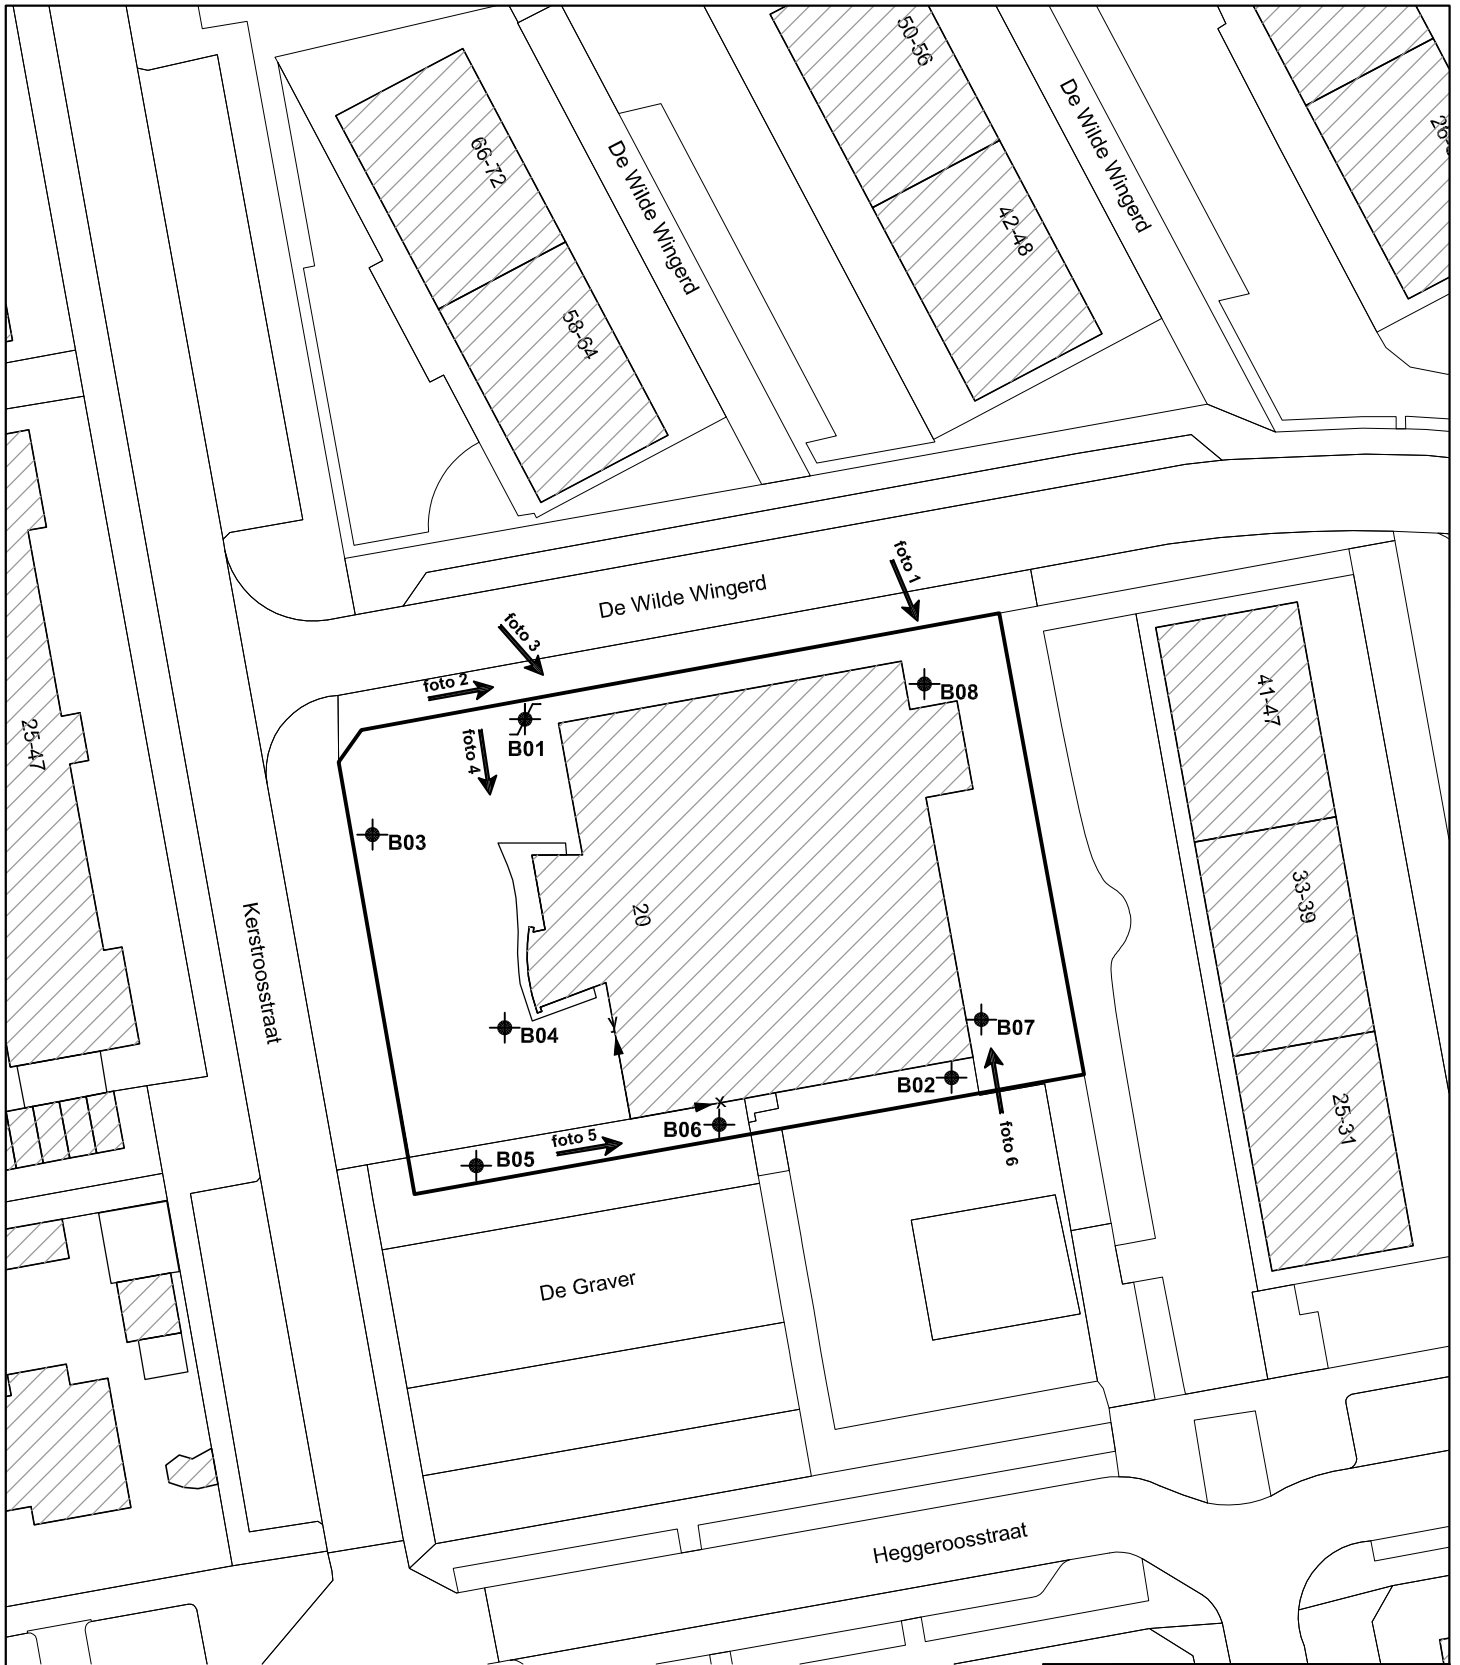 50-56
De Wilde Wingerd
66-72
De Wilde Wingerd
42-48
58-64
foto 1
De Wilde Wingerd
foto 3
foto 2
B08
41-47
25-47
B01
foto 4
B03
33-39
20
Kerstroosstraat
B04
y
B07
B02
x
B06
25-31
foto 5
foto 6
B05
De Graver
Heggeroosstraat